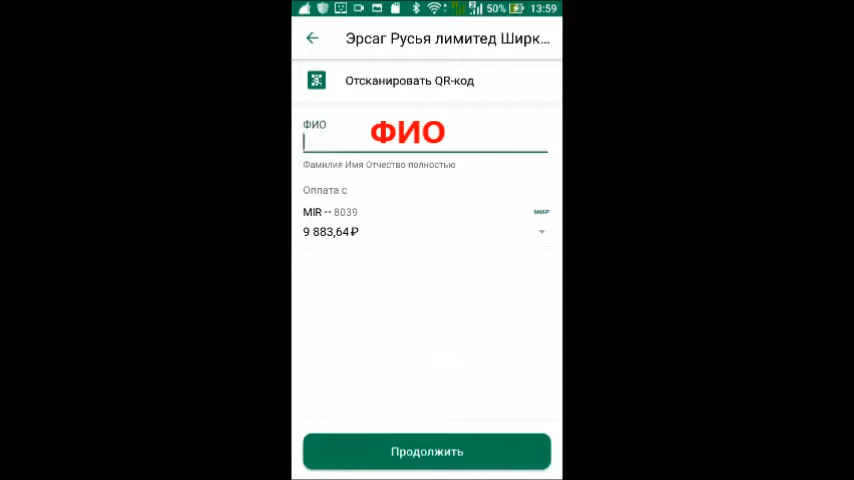 50% 13:59
Эрсаг Русья лимитед Ширк...
Отсканировать QR-код
ФИО
ФИО
Фамилия Имя Отчество полностью
Оплата с
MIR -- 8039
МИР
9 883,64₽
Продолжить